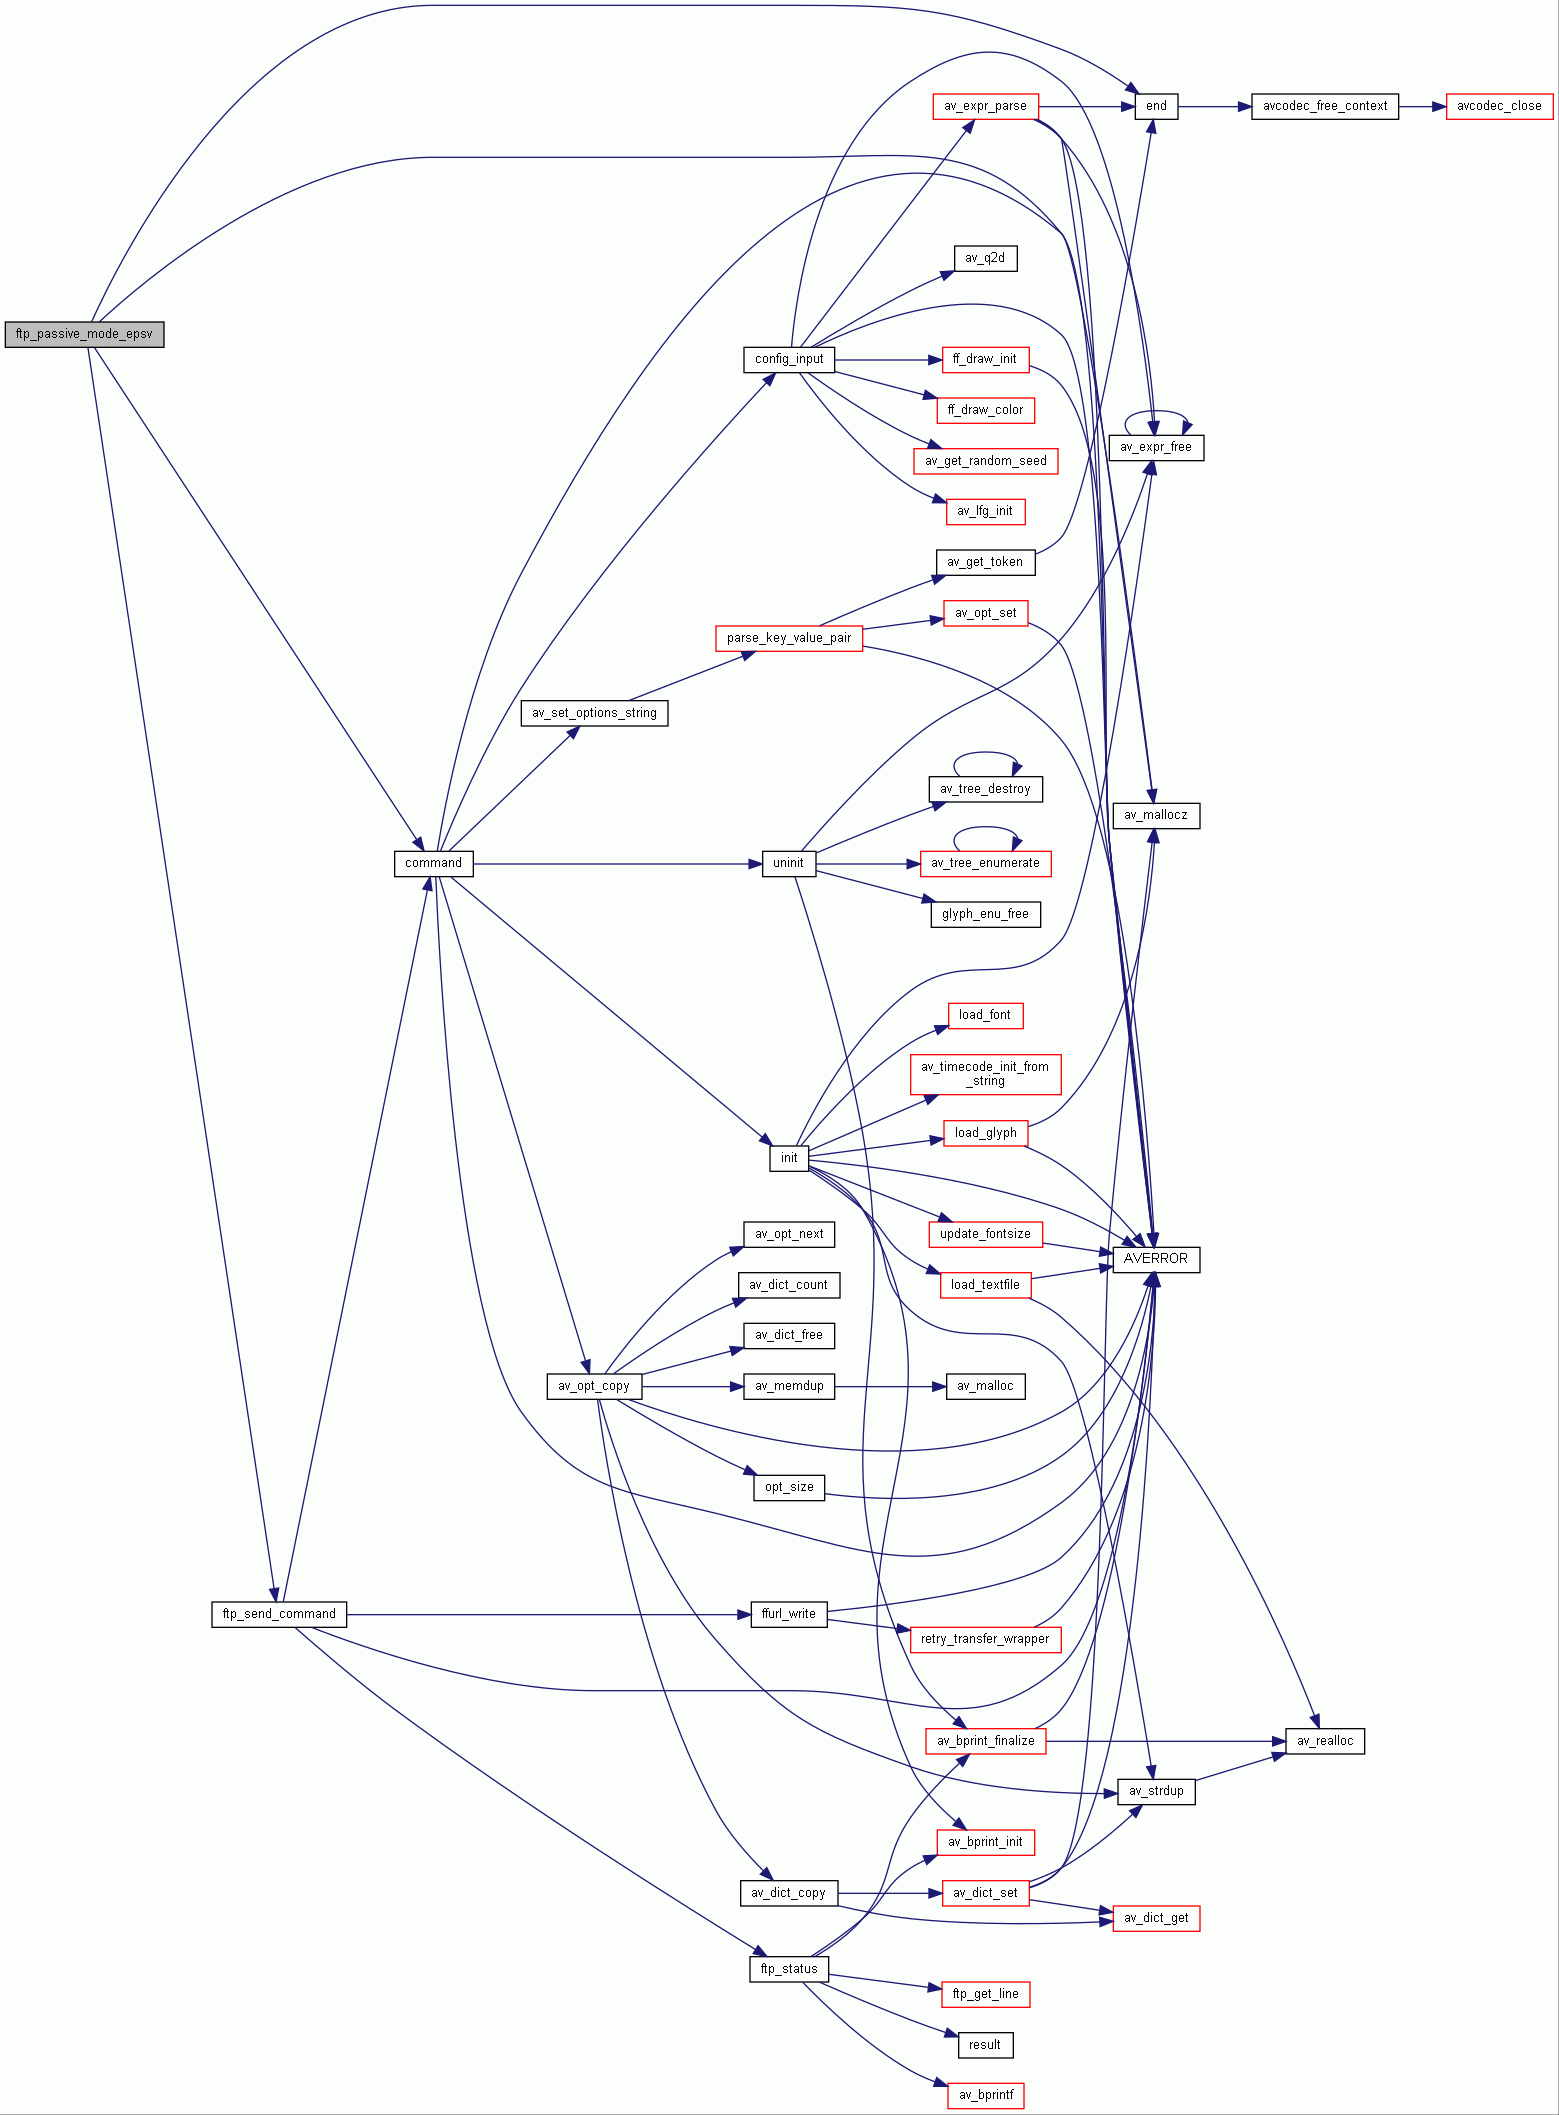 end
av_expr_parse
avcodec_free_context
avcodec_close
av_q2d
ftp_passive_mode_epsv
config_input
ff_draw_init
ff_draw_color
av_expr_free
av_get_random_seed
av_lfg_init
av_get_token
av_opt_set
parse_key_value_pair
av_set_options_string
av_tree_destroy
av_mallocz
command
uninit
av_tree_enumerate
glyph_enu_free
load_font
av_timecode_init_from
_string
load_glyph
init
av_opt_next
update_fontsize
AVERROR
av_dict_count
load_textfile
av_dict_free
av_opt_copy
av_memdup
av_malloc
opt_size
ftp_send_command
ffurl_write
retry_transfer_wrapper
av_bprint_finalize
av_realloc
av_strdup
av_bprint_init
av_dict_copy
av_dict_set
av_dict_get
ftp_status
ftp_get_line
result
av_bprintf